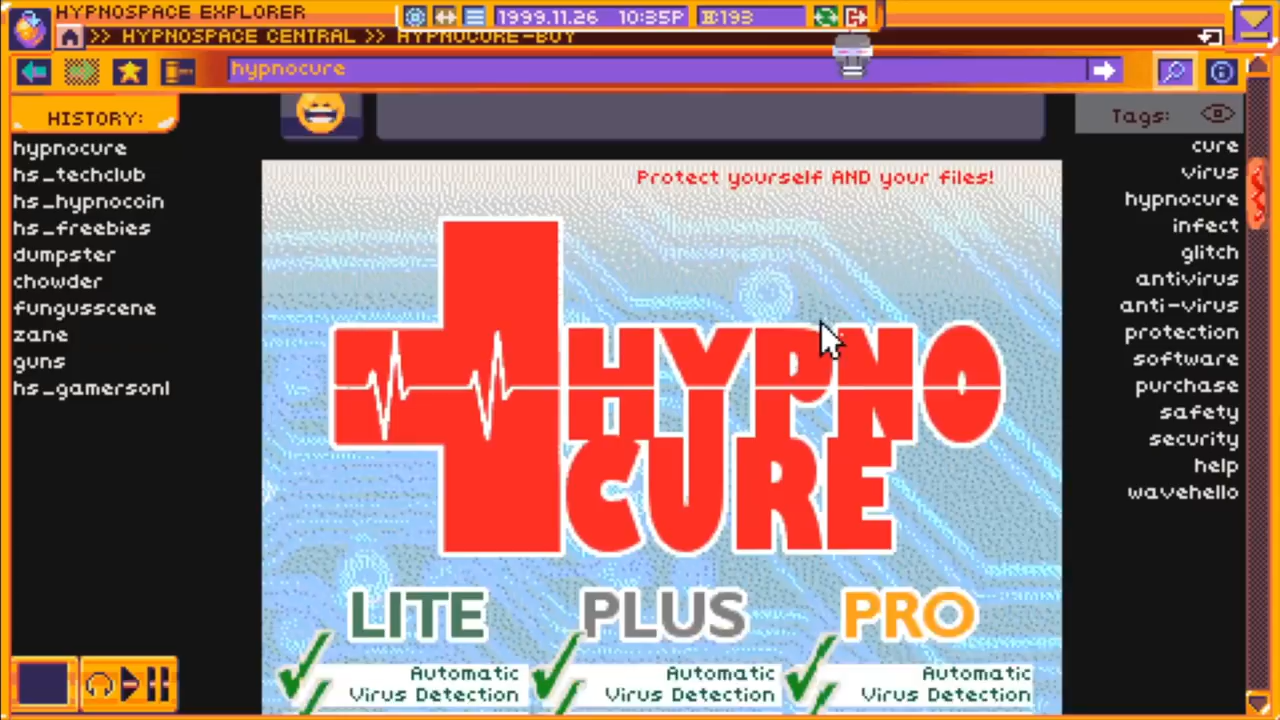 HYPNOSPACE EXPLORER
1999.11.26 10:35P
193
>> HYPNOSPACE CENTRAL >> HYPNOCURE-BUY
hypnocure
HISTORY:
hypnocure
hs_techclub
hs_hypnocoin
hs_freebies
dumpster
chowder
fungusscene
zane
guns
hs_gamersonl
Protect yourself AND your files!
HYPNO
CURE
LITE
PLUS
PRO
Automatic
Virus Detection
Automatic
Virus Detection
Automatic
Virus Detection
Tags:
cure
virus
hypnocure
infect
glitch
antivirus
anti-virus
protection
software
purchase
safety
security
help
wavehello